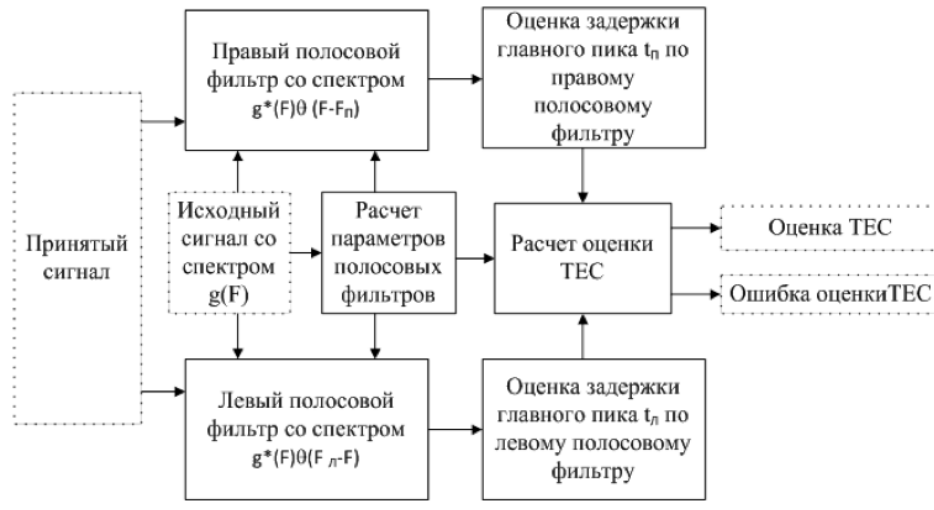 Правый полосовой
фильтр со спектром
g*(F)θ (F-Fп)
Оценка задержки
главного пика tп по
правому
полосовому
фильтру
Принятый
сигнал
Исходный
сигнал со
спектром
g(F)
Расчет
параметров
полосовых
фильтров
Расчет оценки
ТЕС
Оценка ТЕС
Ошибка оценкиТЕС
Левый полосовой
фильтр со спектром
g*(F)θ(F л-F)
Оценка задержки
главного пика tл по
левому полосовому
фильтру